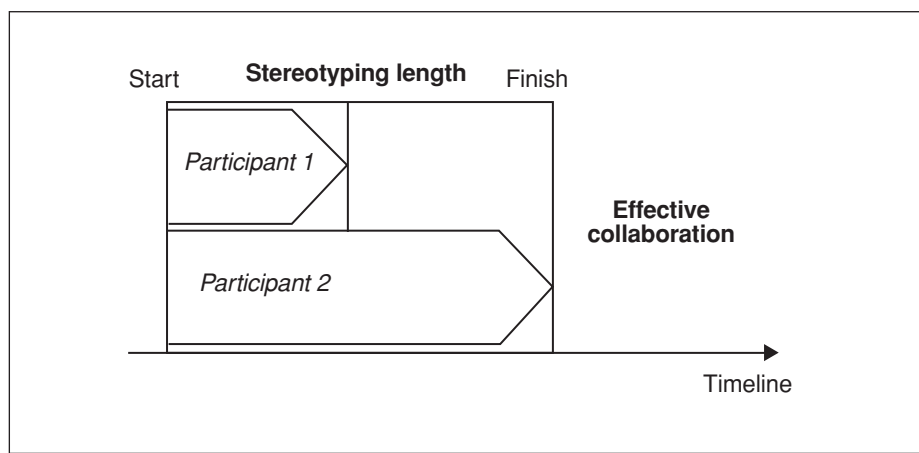 Stereotyping length
Start
Finish
Participant 1
Effective
collaboration
Participant 2
Timeline